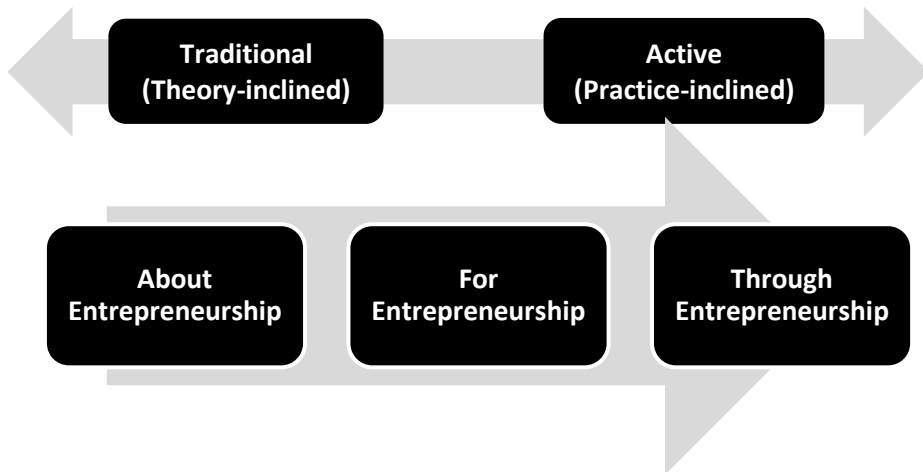 Traditional
(Theory-inclined)
Active
(Practice-inclined)
About
Entrepreneurship
For
Entrepreneurship
Through
Entrepreneurship